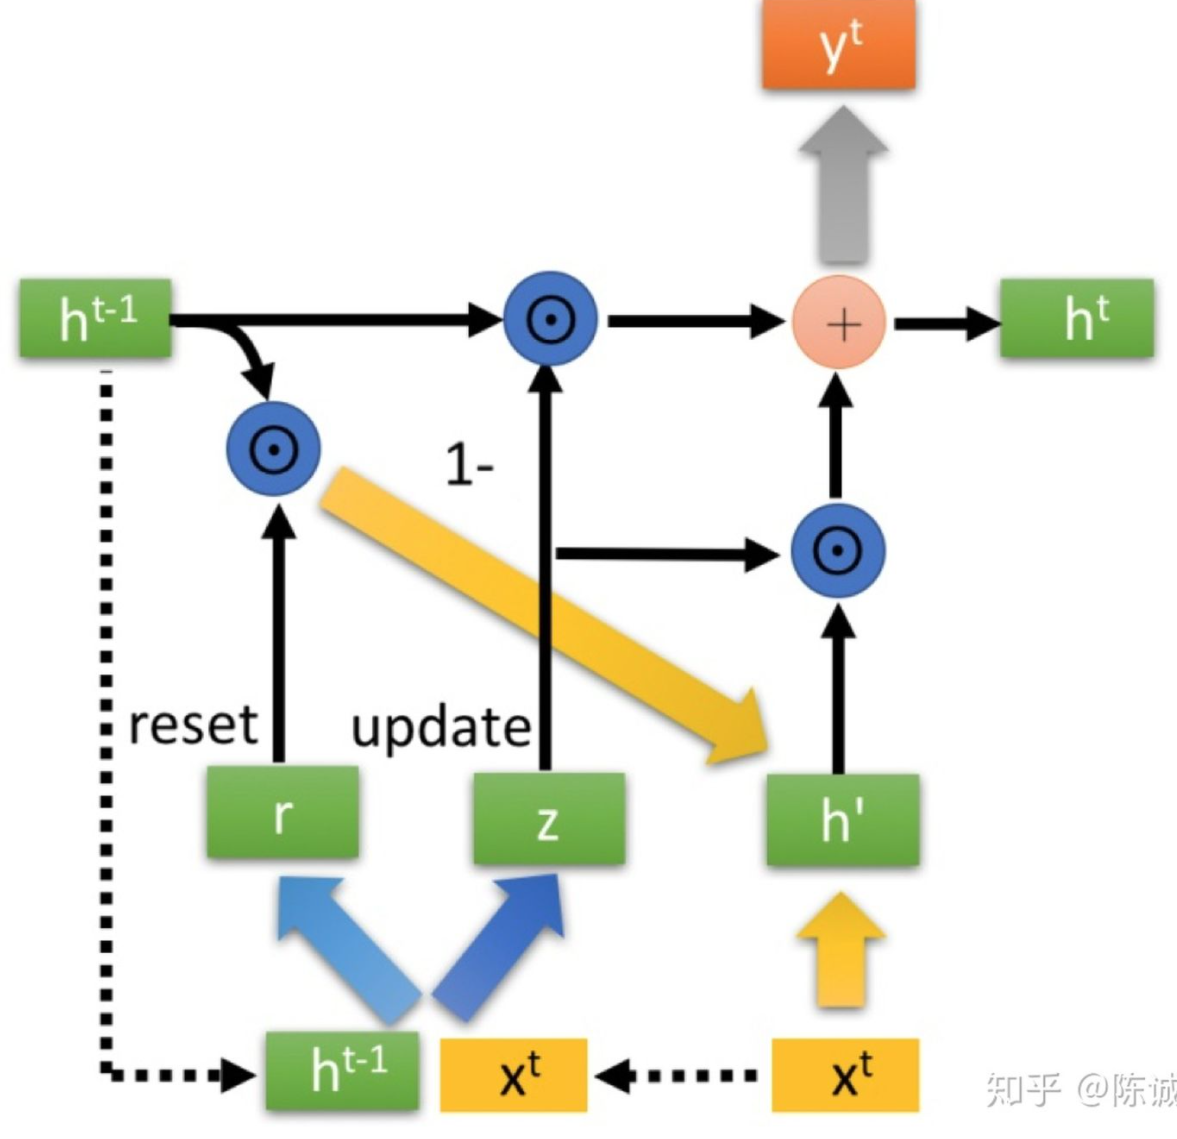 yᵗ
hᵗ⁻¹
hᵗ
+
1-
reset
update
r
z
h'
hᵗ⁻¹
xᵗ
xᵗ
知乎 @陈诚